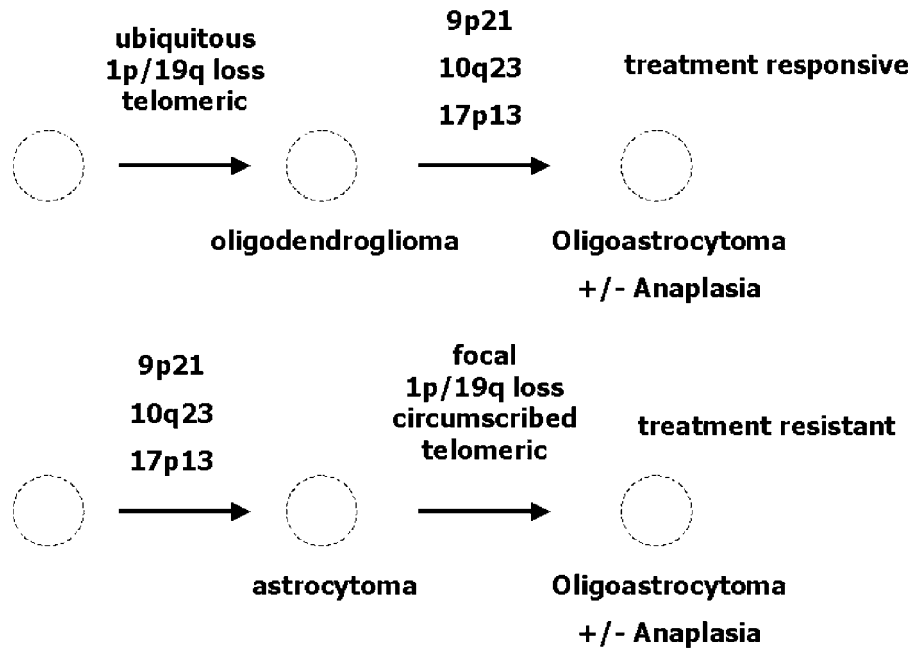 ubiquitous
1p/19q loss
telomeric
9p21
10q23
17p13
treatment responsive
oligodendroglioma
Oligoastrocytoma
+/- Anaplasia
9p21
10q23
17p13
focal
1p/19q loss
circumscribed
telomeric
treatment resistant
astrocytoma
Oligoastrocytoma
+/- Anaplasia